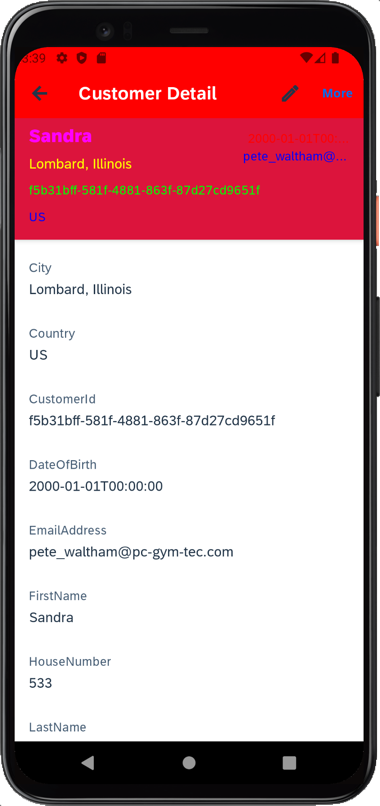 3:39
Customer Detail
More
Sandra
2000-01-01T00:...
Lombard, Illinois
pete_waltham@...
f5b31bff-581f-4881-863f-87d27cd9651f
US
City
Lombard, Illinois
Country
US
CustomerId
f5b31bff-581f-4881-863f-87d27cd9651f
DateOfBirth
2000-01-01T00:00:00
EmailAddress
pete_waltham@pc-gym-tec.com
FirstName
Sandra
HouseNumber
533
LastName